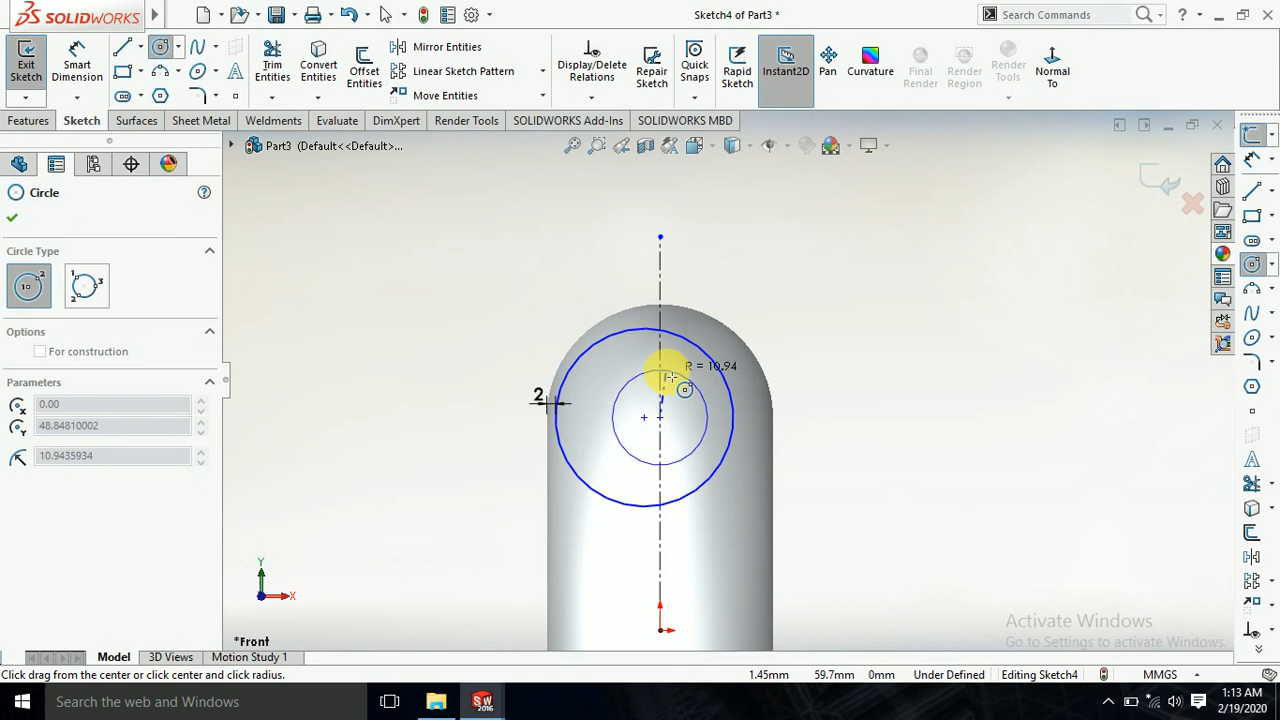 SOLIDWORKS
Sketch4 of Part3 *
Search Commands
Exit Sketch
Smart Dimension
Trim Entities
Convert Entities
Offset Entities
Mirror Entities
Linear Sketch Pattern
Move Entities
Display/Delete Relations
Repair Sketch
Quick Snaps
Rapid Sketch
Instant2D
Pan
Curvature
Final Render
Render Region
Render Tools
Normal To
Features
Sketch
Surfaces
Sheet Metal
Weldments
Evaluate
DimXpert
Render Tools
SOLIDWORKS Add-Ins
SOLIDWORKS MBD
Part3 (Default<<Default>...
Circle
Circle Type
Options
For construction
Parameters
0.00
48.84810002
10.9435934
R = 10.94
2
Y
X
*Front
Activate Windows
Go to Settings to activate Windows.
Model
3D Views
Motion Study 1
Click drag from the center or click center and click radius.
1.45mm
59.7mm
0mm
Under Defined
Editing Sketch4
MMGS
Search the web and Windows
SW
2016
1:13 AM
2/19/2020